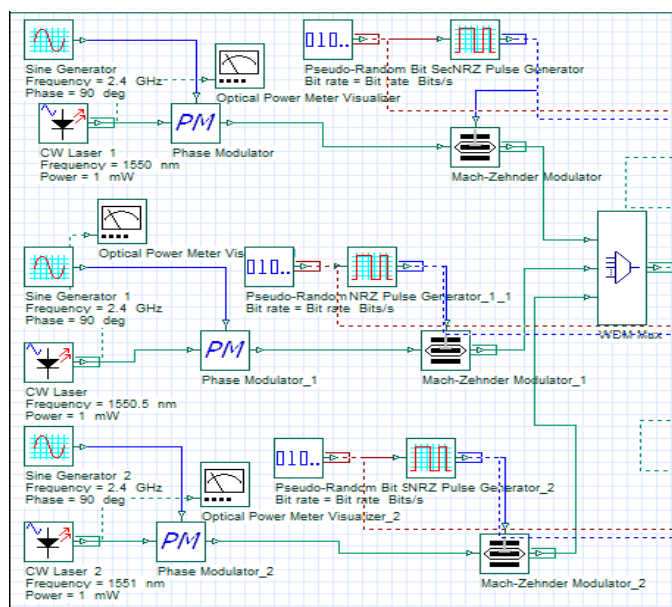 010..
Sine Generator
Frequency = 2.4 GHz
Phase = 90 deg
Pseudo-Random Bit SecNRZ Pulse Generator
Bit rate = Bit rate Bits/s
Optical Power Meter Visualizer
PM
CW Laser 1
Frequency = 1550 nm
Power = 1 mW
Phase Modulator
Mach-Zehnder Modulator
Optical Power Meter Vis
010..
Sine Generator 1
Frequency = 2.4 GHz
Phase = 90 deg
Pseudo-Random NRZ Pulse Generator_1_1
Bit rate = Bit rate Bits/s
WDM Mux
PM
CW Laser
Frequency = 1550.5 nm
Power = 1 mW
Phase Modulator_1
Mach-Zehnder Modulator_1
010..
Sine Generator 2
Frequency = 2.4 GHz
Phase = 90 deg
Pseudo-Random Bit SNRZ Pulse Generator_2
Bit rate = Bit rate Bits/s
Optical Power Meter Visualizer_2
PM
CW Laser 2
Frequency = 1551 nm
Power = 1 mW
Phase Modulator_2
Mach-Zehnder Modulator_2